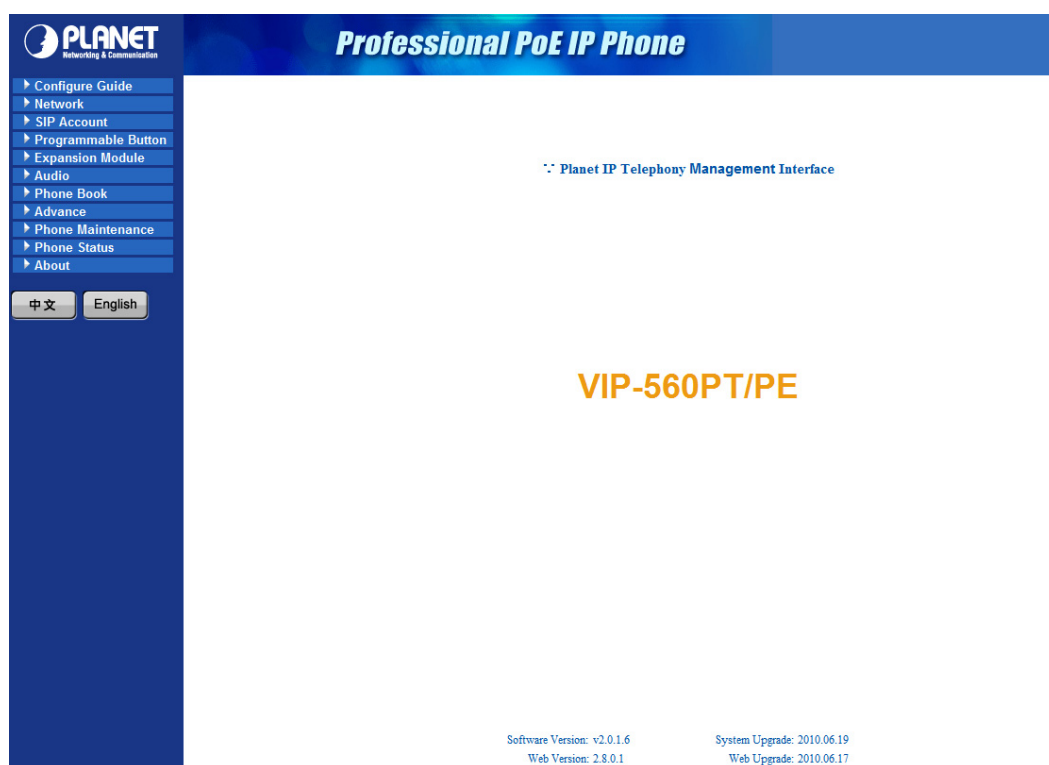 PLANET
Networking & Communication
Professional PoE IP Phone
Configure Guide
Network
SIP Account
Programmable Button
Expansion Module
Audio
Phone Book
Advance
Phone Maintenance
Phone Status
About
中文 English
Planet IP Telephony Management Interface
VIP-560PT/PE
Software Version: v2.0.1.6 System Upgrade: 2010.06.19
Web Version: 2.8.0.1 Web Upgrade: 2010.06.17